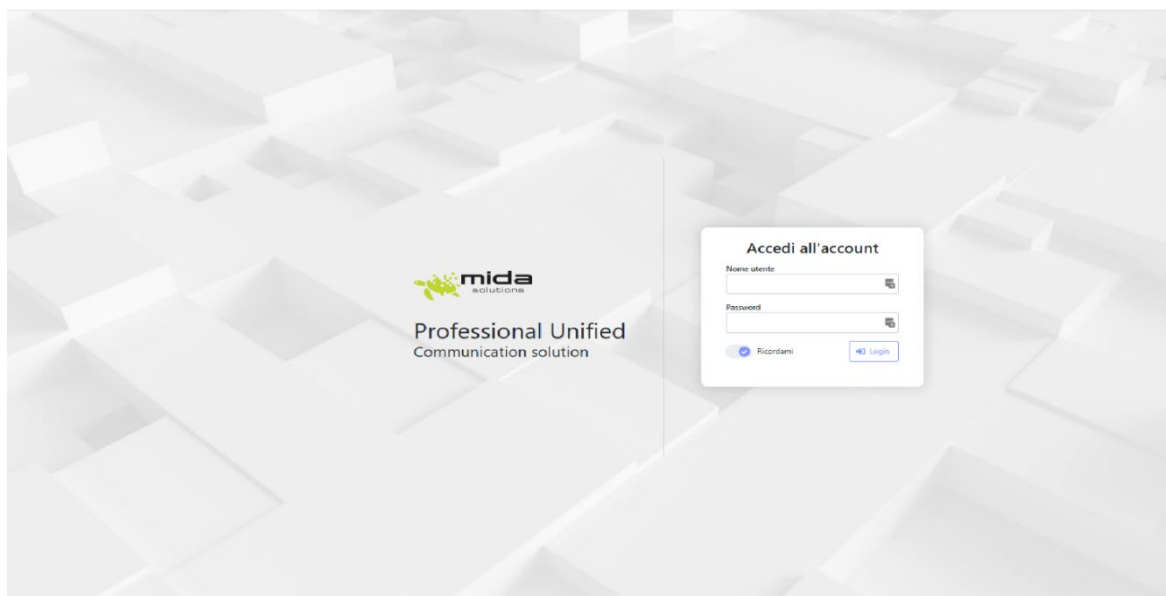 mida
solutions
Professional Unified
Communication solution
Accedi all'account
Nome utente
Password
Ricordami
Login